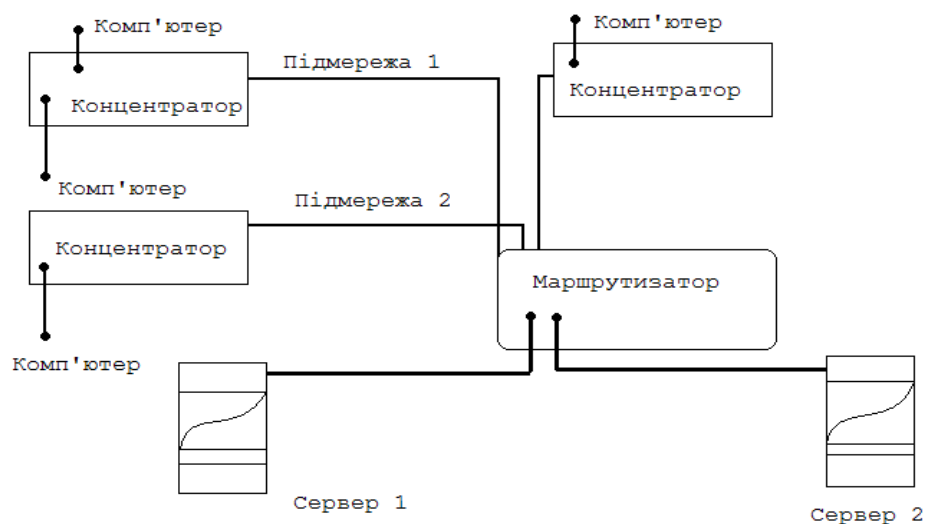 Комп'ютер
Комп'ютер
Підмережа 1
Концентратор
Концентратор
Комп'ютер
Підмережа 2
Концентратор
Маршрутизатор
Комп'ютер
Сервер 1
Сервер 2